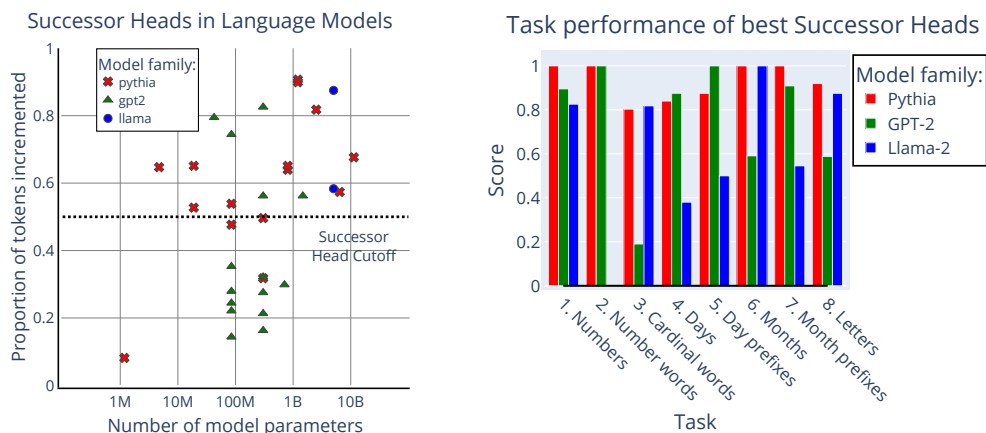 Successor Heads in Language Models
Model family:
pythia
gpt2
llama
Successor
Head Cutoff
Proportion of tokens incremented
1
0.8
0.6
0.4
0.2
0
1M
10M
100M
1B
10B
Number of model parameters
Task performance of best Successor Heads
Model family:
Pythia
GPT-2
Llama-2
Score
1
0.8
0.6
0.4
0.2
0
1. Numbers
2. Number words
3. Cardinal words
4. Days
5. Day prefixes
6. Months
7. Month prefixes
8. Letters
Task